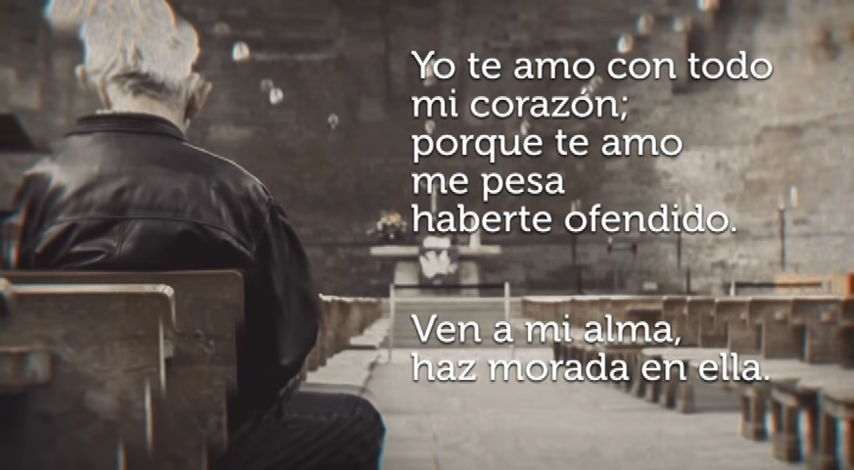 Yo te amo con todo
mi corazón;
porque te amo
me pesa
haberte ofendido.
Ven a mi alma,
haz morada en ella.